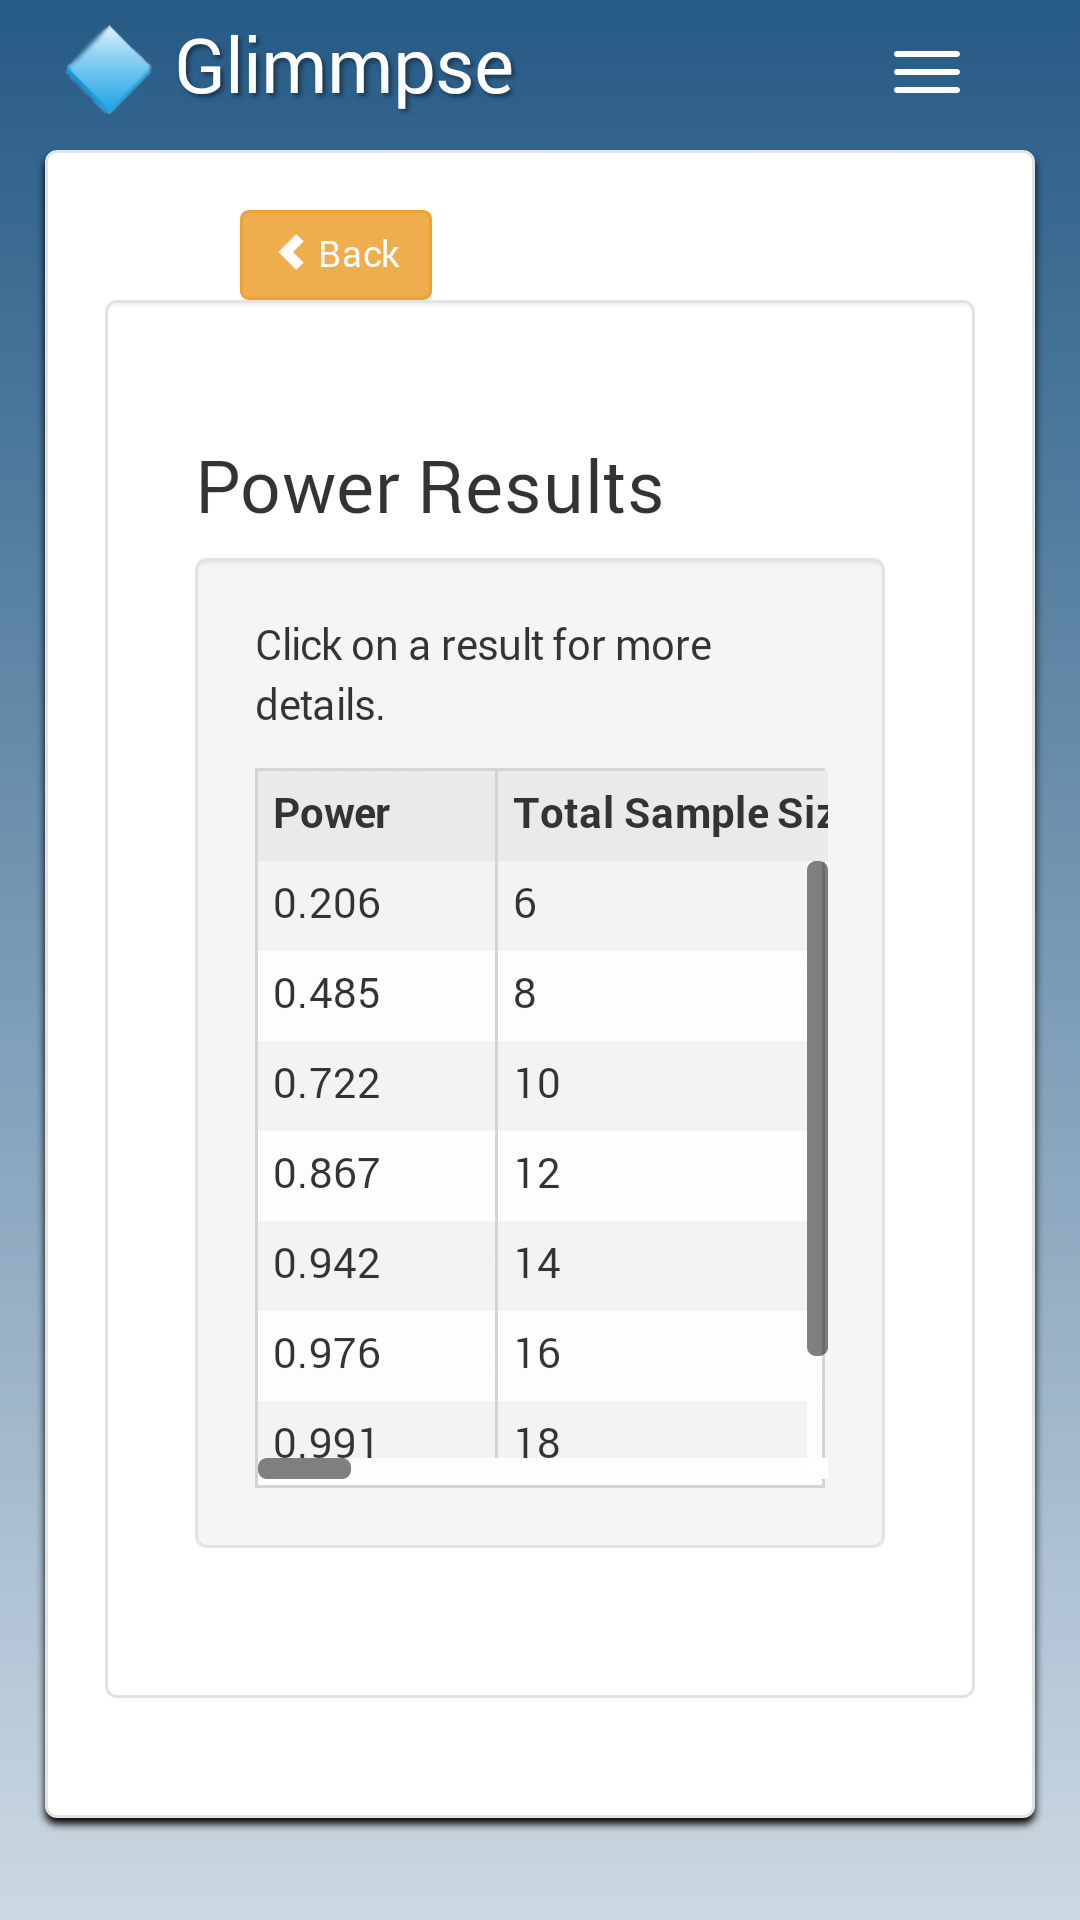 Glimmpse
Back
Power Results
Click on a result for more
details.
Power Total Sample Siz
0.206 6
0.485 8
0.722 10
0.867 12
0.942 14
0.976 16
0.991 18